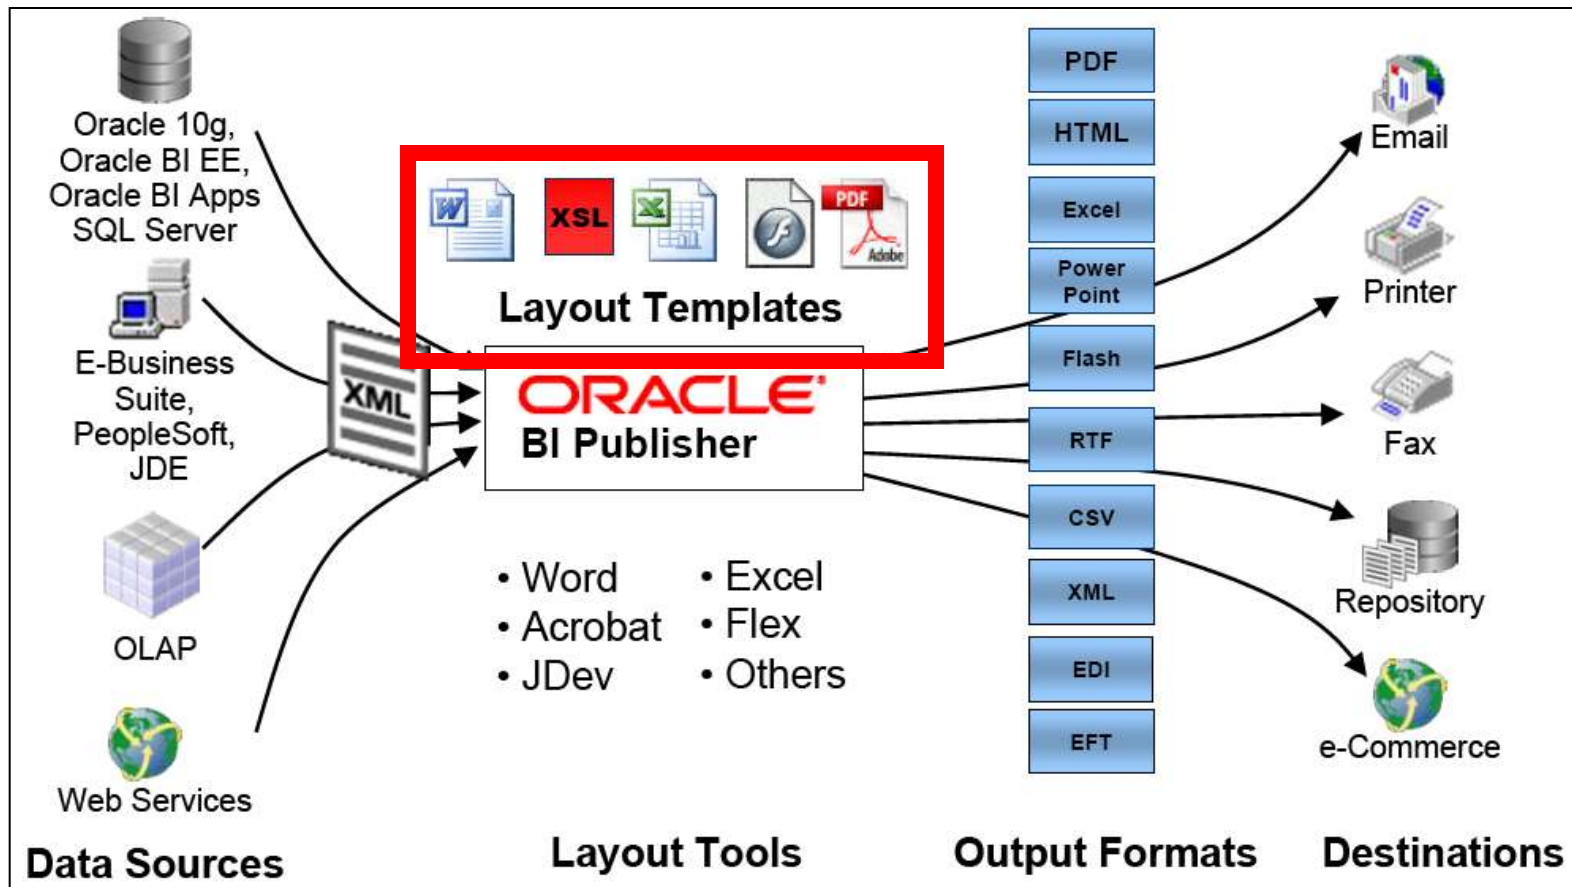 Oracle 10g,
Oracle BI EE,
Oracle BI Apps
SQL Server
E-Business
Suite,
PeopleSoft,
JDE
OLAP
Web Services
Data Sources
XML
W
XSL
X
PDF
Adobe
Layout Templates
ORACLE
BI Publisher
• Word
• Acrobat
• JDev
• Excel
• Flex
• Others
Layout Tools
PDF
HTML
Excel
Power
Point
Flash
RTF
CSV
XML
EDI
EFT
Output Formats
Email
Printer
Fax
Repository
e-Commerce
Destinations